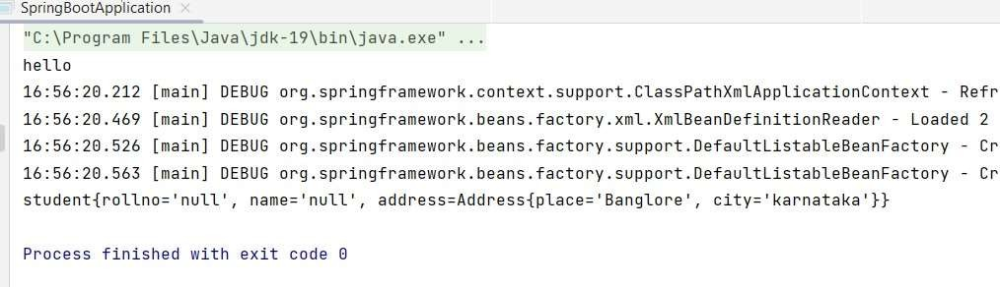 SpringBootApplication
"C:\Program Files\Java\jdk-19\bin\java.exe" ...
hello
16:56:20.212 [main] DEBUG org.springframework.context.support.ClassPathXmlApplicationContext - Refr
16:56:20.469 [main] DEBUG org.springframework.beans.factory.xml.XmlBeanDefinitionReader - Loaded 2
16:56:20.526 [main] DEBUG org.springframework.beans.factory.support.DefaultListableBeanFactory - Cr
16:56:20.563 [main] DEBUG org.springframework.beans.factory.support.DefaultListableBeanFactory - Cr
student{rollno='null', name='null', address=Address{place='Banglore', city='karnataka'}}
Process finished with exit code 0